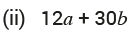 (ii) 12a + 30b